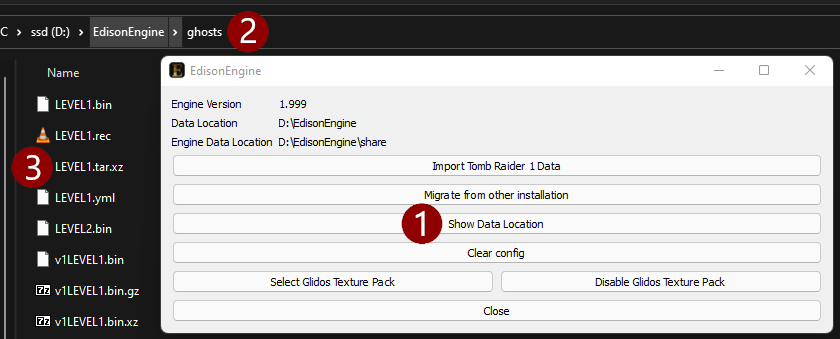 C > ssd (D:) > EdisonEngine > ghosts 2
Name
LEVEL1.bin
LEVEL1.rec
3 LEVEL1.tar.xz
LEVEL1.yml
LEVEL2.bin
v1LEVEL1.bin
v1LEVEL1.bin.gz
v1LEVEL1.bin.xz
EdisonEngine
Engine Version 1.999
Data Location D:\EdisonEngine
Engine Data Location D:\EdisonEngine\share
Import Tomb Raider 1 Data
Migrate from other installation
1 Show Data Location
Clear config
Select Glidos Texture Pack Disable Glidos Texture Pack
Close